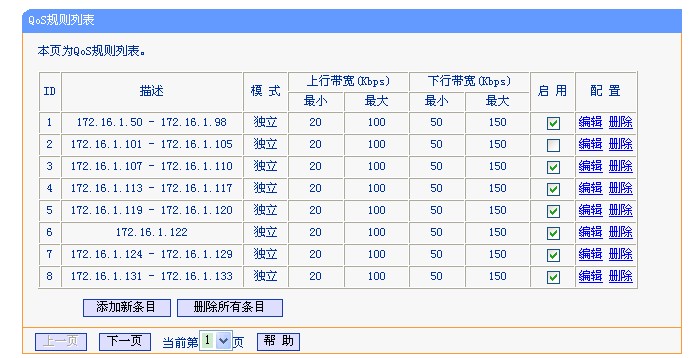 QoS规则列表
本页为QoS规则列表。
ID 描述 模 式 上行带宽(Kbps) 下行带宽(Kbps) 启 用 配 置
最小 最大 最小 最大
1 172.16.1.50 - 172.16.1.98 独立 20 100 50 150 编辑 删除
2 172.16.1.101 - 172.16.1.105 独立 20 100 50 150 编辑 删除
3 172.16.1.107 - 172.16.1.110 独立 20 100 50 150 编辑 删除
4 172.16.1.113 - 172.16.1.117 独立 20 100 50 150 编辑 删除
5 172.16.1.119 - 172.16.1.120 独立 20 100 50 150 编辑 删除
6 172.16.1.122 独立 20 100 50 150 编辑 删除
7 172.16.1.124 - 172.16.1.129 独立 20 100 50 150 编辑 删除
8 172.16.1.131 - 172.16.1.133 独立 20 100 50 150 编辑 删除
添加新条目 删除所有条目
上一页 下一页 当前第 1 页 帮 助